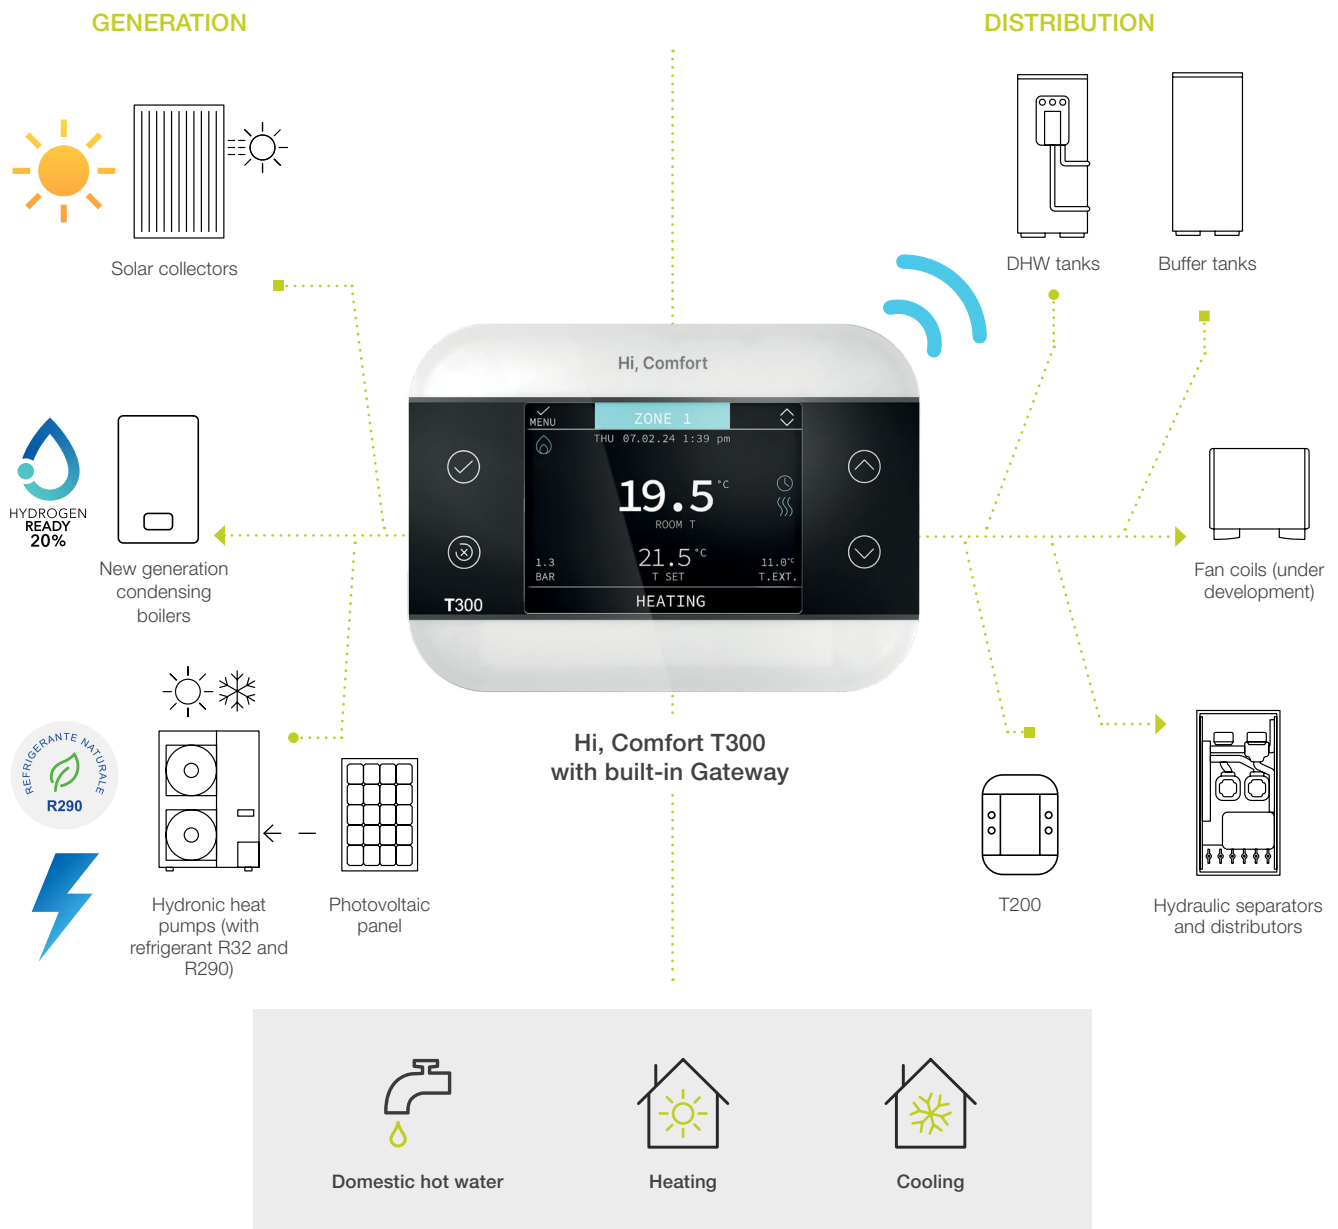 GENERATION
DISTRIBUTION
Solar collectors
DHW tanks
Buffer tanks
Hi, Comfort
MENU
ZONE 1
THU 07.02.24 1:39 pm
19.5 °C
ROOM T
21.5 °C
T SET
1.3
BAR
11.0°C
T.EXT.
HEATING
T300
HYDROGEN
READY
20%
New generation
condensing
boilers
Fan coils (under
development)
REFRIGERANTE NATURALE
R290
Hi, Comfort T300
with built-in Gateway
Hydronic heat
pumps (with
refrigerant R32 and
R290)
Photovoltaic
panel
T200
Hydraulic separators
and distributors
Domestic hot water
Heating
Cooling